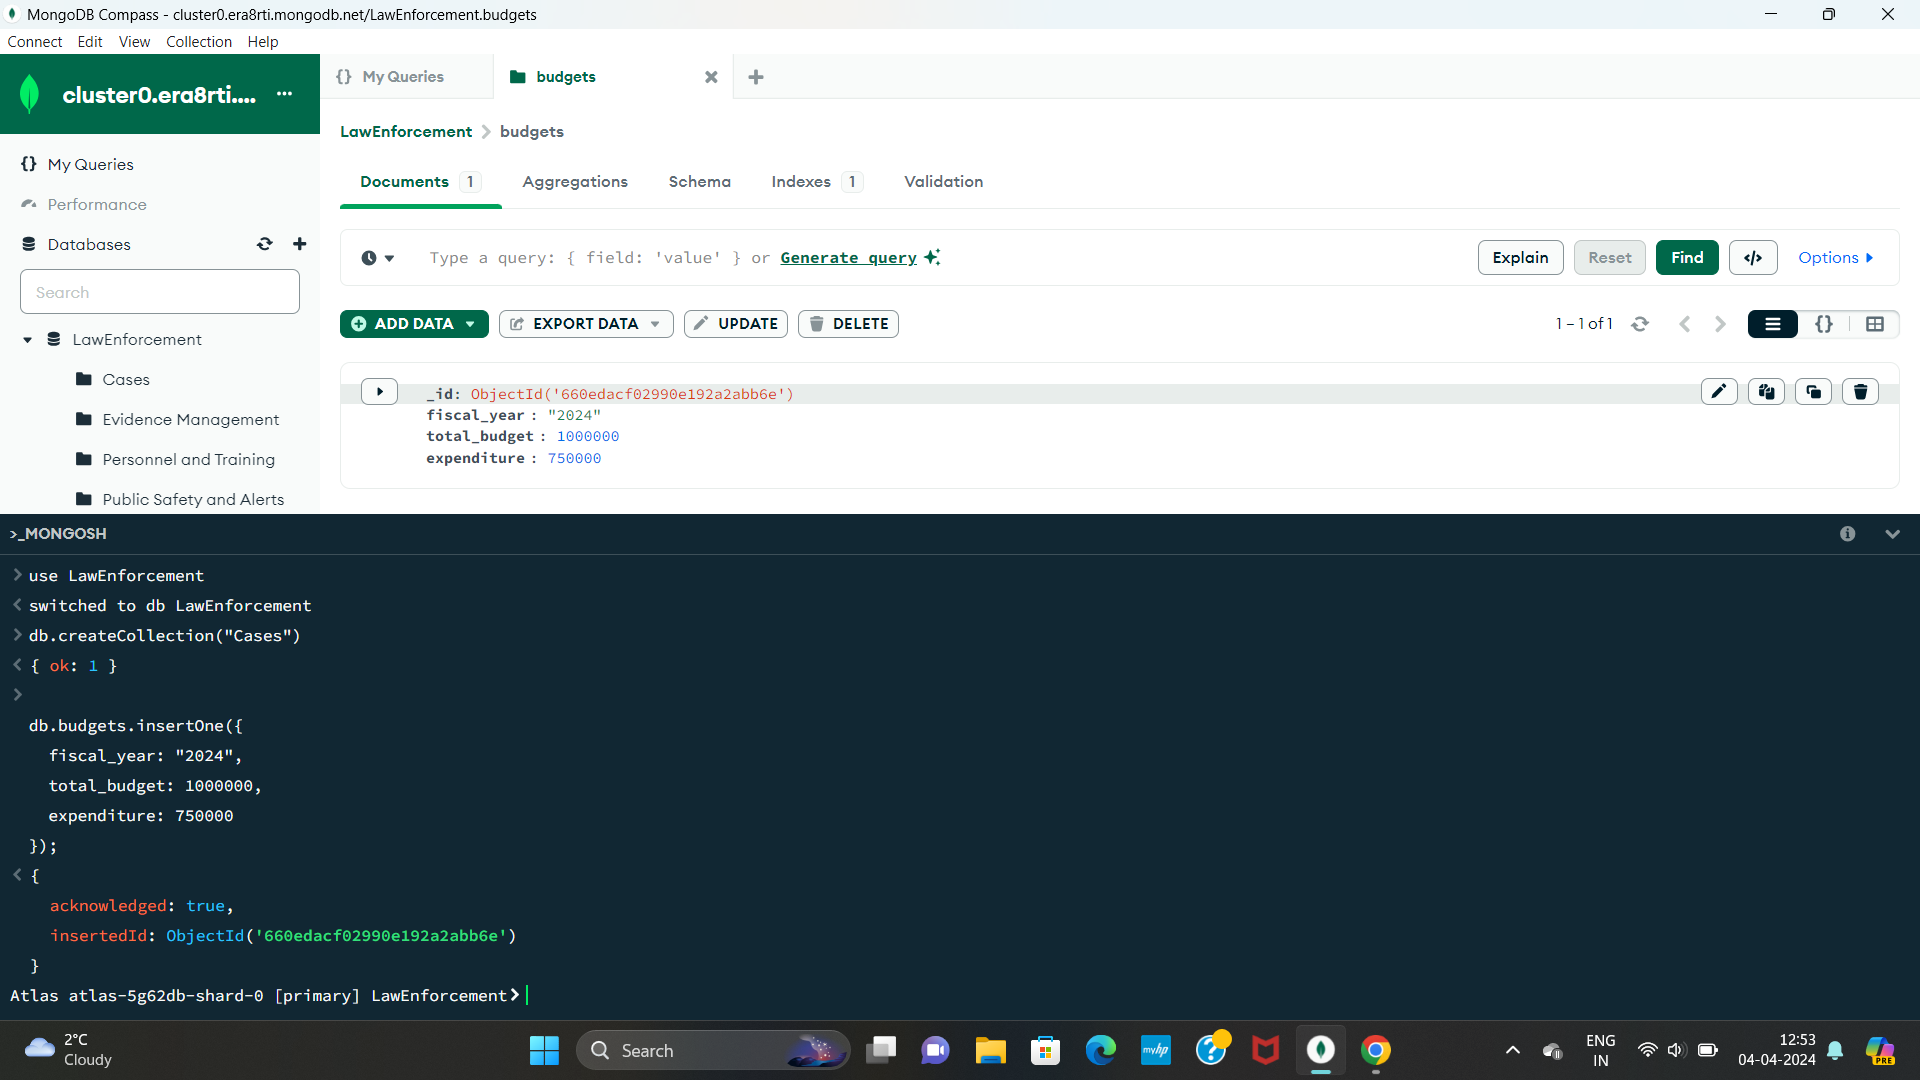 MongoDB Compass - cluster0.era8rti.mongodb.net/LawEnforcement.budgets
Connect Edit View Collection Help
cluster0.era8rti....
{} My Queries
budgets
LawEnforcement > budgets
{} My Queries
Performance
Databases
Search
LawEnforcement
Cases
Evidence Management
Personnel and Training
Public Safety and Alerts
Documents 1 Aggregations Schema Indexes 1 Validation
Type a query: { field: 'value' } or Generate query
Explain Reset Find </> Options
ADD DATA EXPORT DATA UPDATE DELETE
1 – 1 of 1
{}
_id: ObjectId('660edacf02990e192a2abb6e')
fiscal_year : "2024"
total_budget : 1000000
expenditure : 750000
>_MONGOSH
> use LawEnforcement
< switched to db LawEnforcement
> db.createCollection("Cases")
< { ok: 1 }
>
db.budgets.insertOne({
fiscal_year: "2024",
total_budget: 1000000,
expenditure: 750000
});
< {
acknowledged: true,
insertedId: ObjectId('660edacf02990e192a2abb6e')
}
Atlas atlas-5g62db-shard-0 [primary] LawEnforcement>
2°C
Cloudy
Search
myhp
ENG
IN
12:53
04-04-2024
PRE